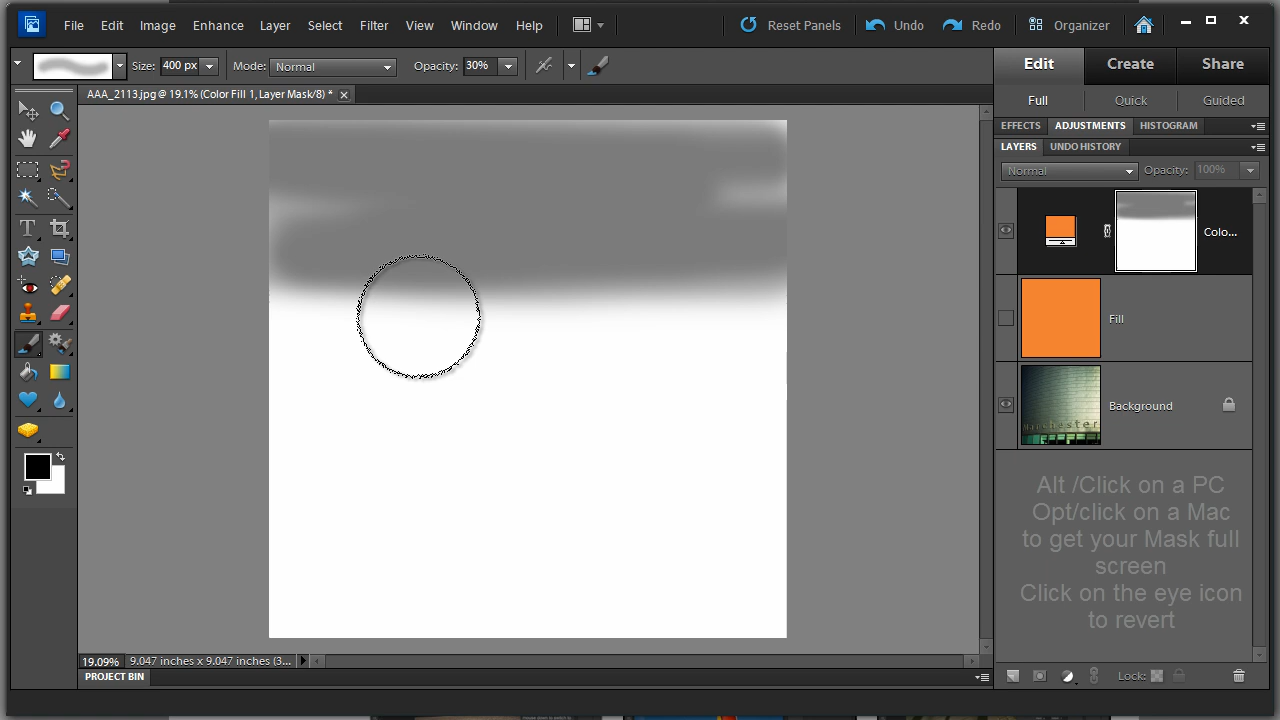 File Edit Image Enhance Layer Select Filter View Window Help Reset Panels Undo Redo Organizer
Size: 400 px Mode: Normal Opacity: 30% Edit Create Share
AAA_2113.jpg @ 19.1% (Color Fill 1, Layer Mask/8) * Full Quick Guided
EFFECTS ADJUSTMENTS HISTOGRAM
LAYERS UNDO HISTORY
Normal Opacity: 100%
Colo...
Fill
Background
Manchester
Alt /Click on a PC
Opt/click on a Mac
to get your Mask full
screen
Click on the eye icon
to revert
19.09% 9.047 inches x 9.047 inches (3... Lock:
PROJECT BIN